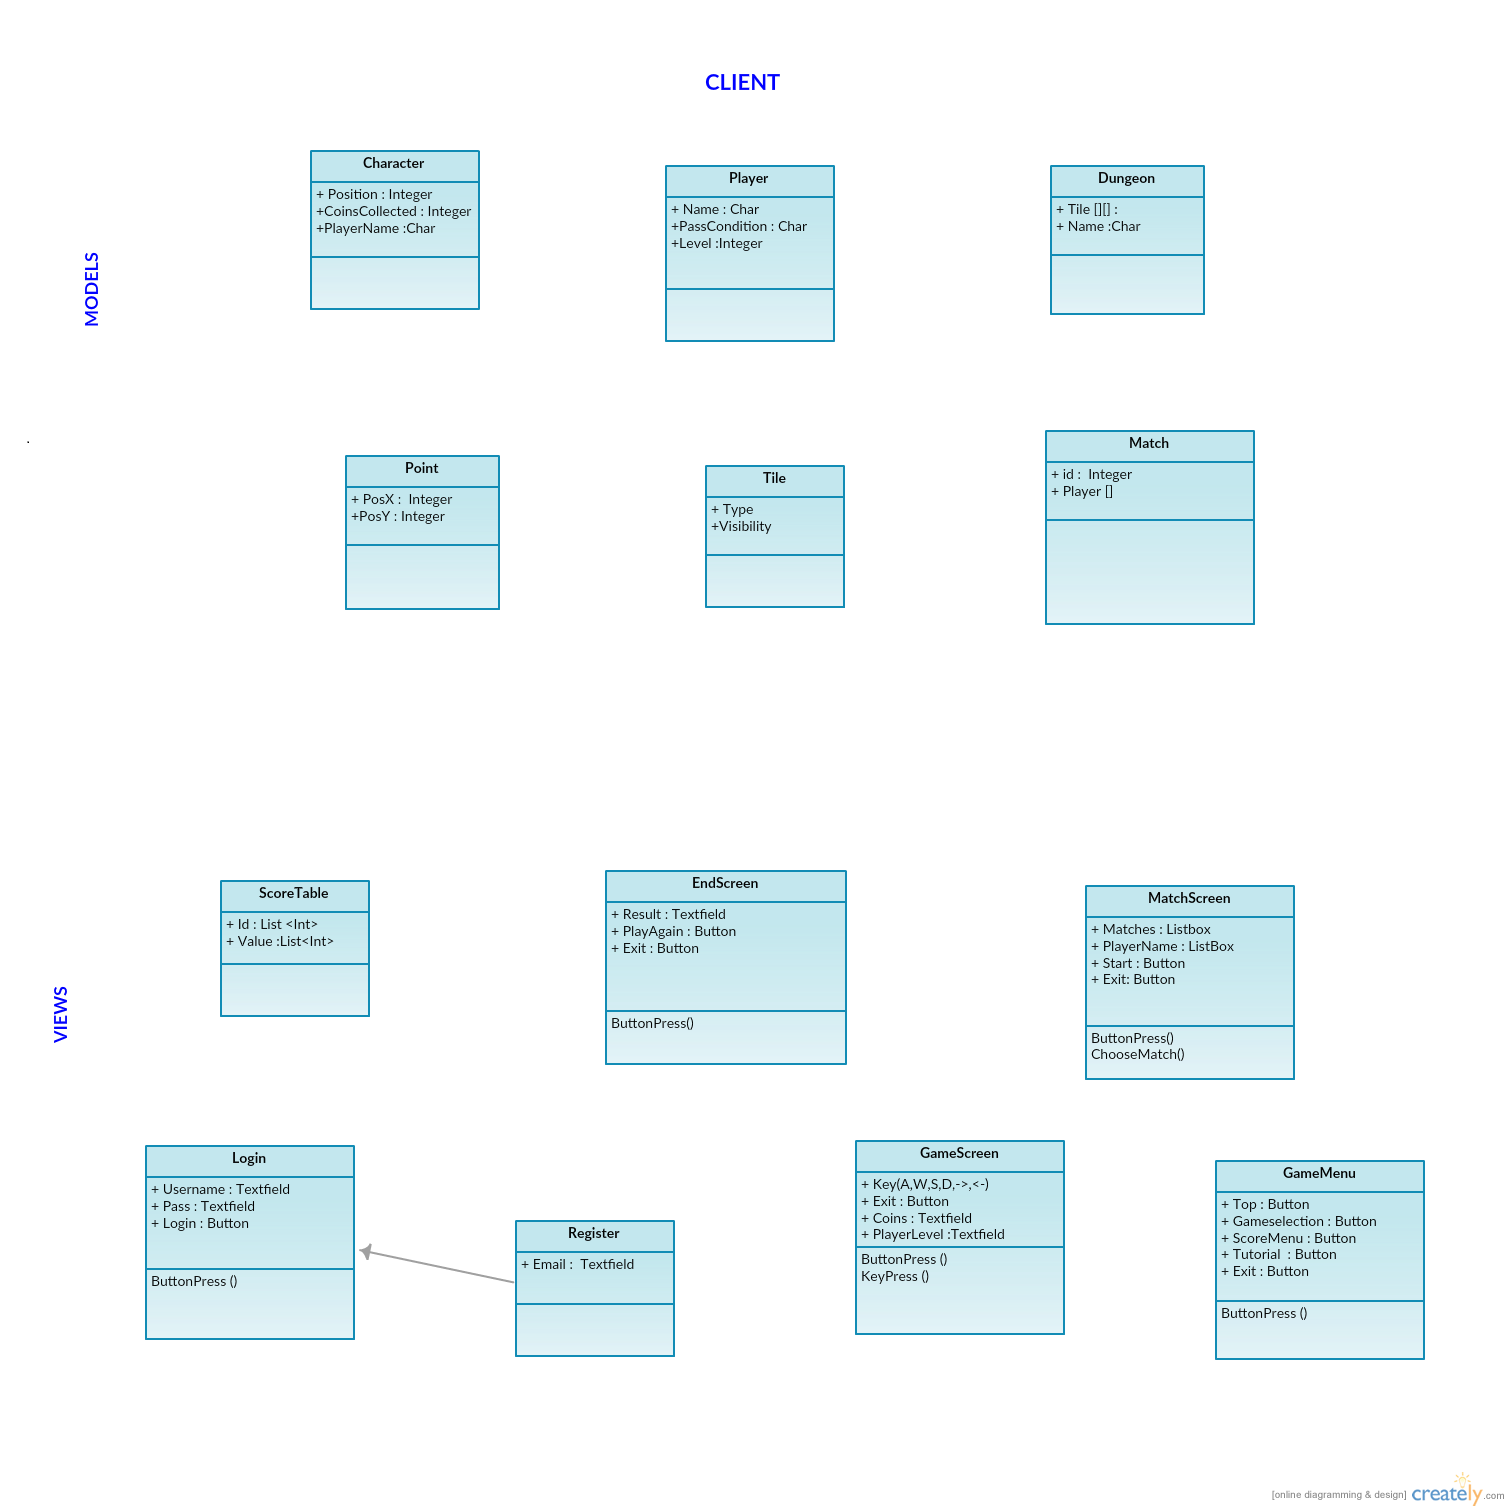 CLIENT
MODELS
Character
+ Position : Integer
+CoinsCollected : Integer
+PlayerName :Char
Player
+ Name : Char
+PassCondition : Char
+Level :Integer
Dungeon
+ Tile [][] :
+ Name :Char
.
Point
+ PosX :  Integer
+PosY : Integer
Tile
+ Type
+Visibility
Match
+ id :  Integer
+ Player []
VIEWS
ScoreTable
+ Id : List <Int>
+ Value :List<Int>
EndScreen
+ Result : Textfield
+ PlayAgain : Button
+ Exit : Button
ButtonPress()
MatchScreen
+ Matches : Listbox
+ PlayerName : ListBox
+ Start : Button
+ Exit: Button
ButtonPress()
ChooseMatch()
Login
+ Username : Textfield
+ Pass : Textfield
+ Login : Button
ButtonPress ()
Register
+ Email :  Textfield
GameScreen
+ Key(A,W,S,D,->,<-)
+ Exit : Button
+ Coins : Textfield
+ PlayerLevel :Textfield
ButtonPress ()
KeyPress ()
GameMenu
+ Top : Button
+ Gameselection : Button
+ ScoreMenu : Button
+ Tutorial  : Button
+ Exit : Button
ButtonPress ()
[online diagramming & design] creately.com